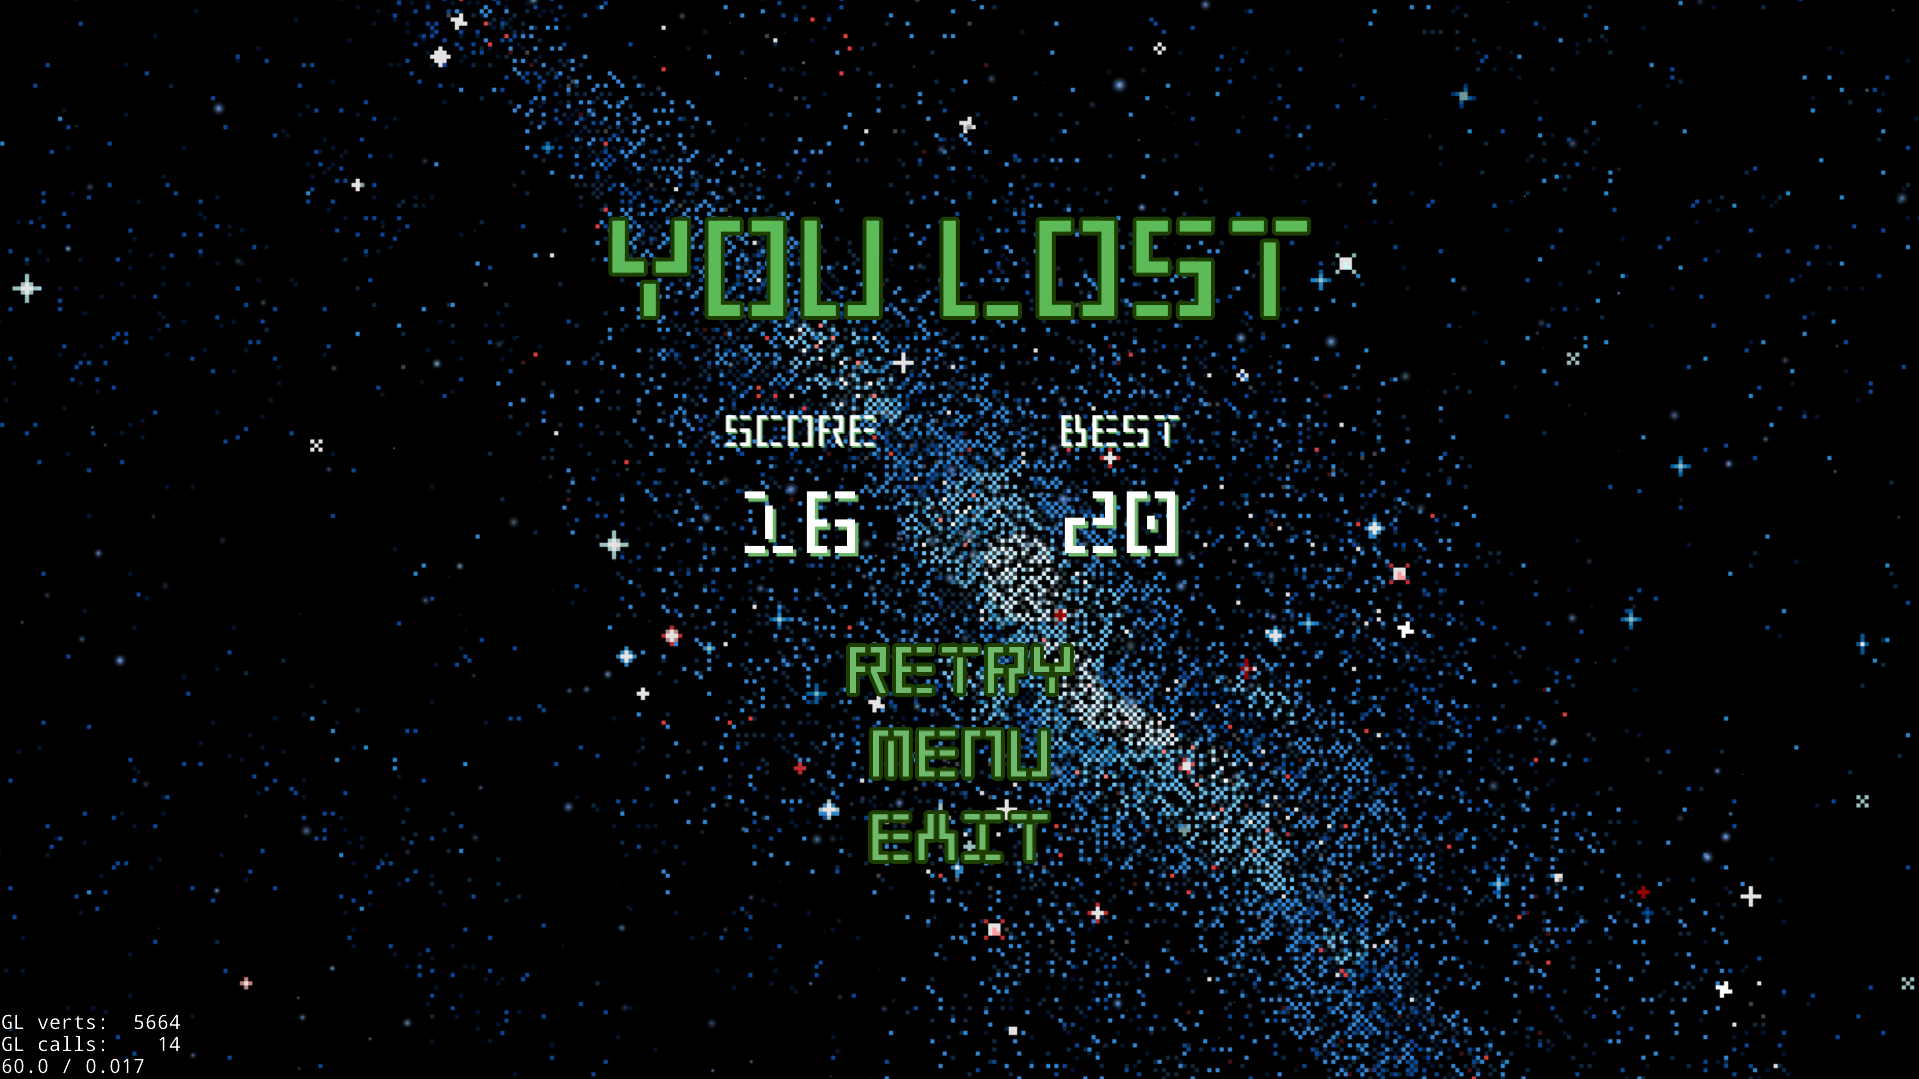 YOU LOST
SCORE BEST
16 20
RETRY
MENU
EXIT
GL verts: 5664
GL calls: 14
60.0 / 0.017